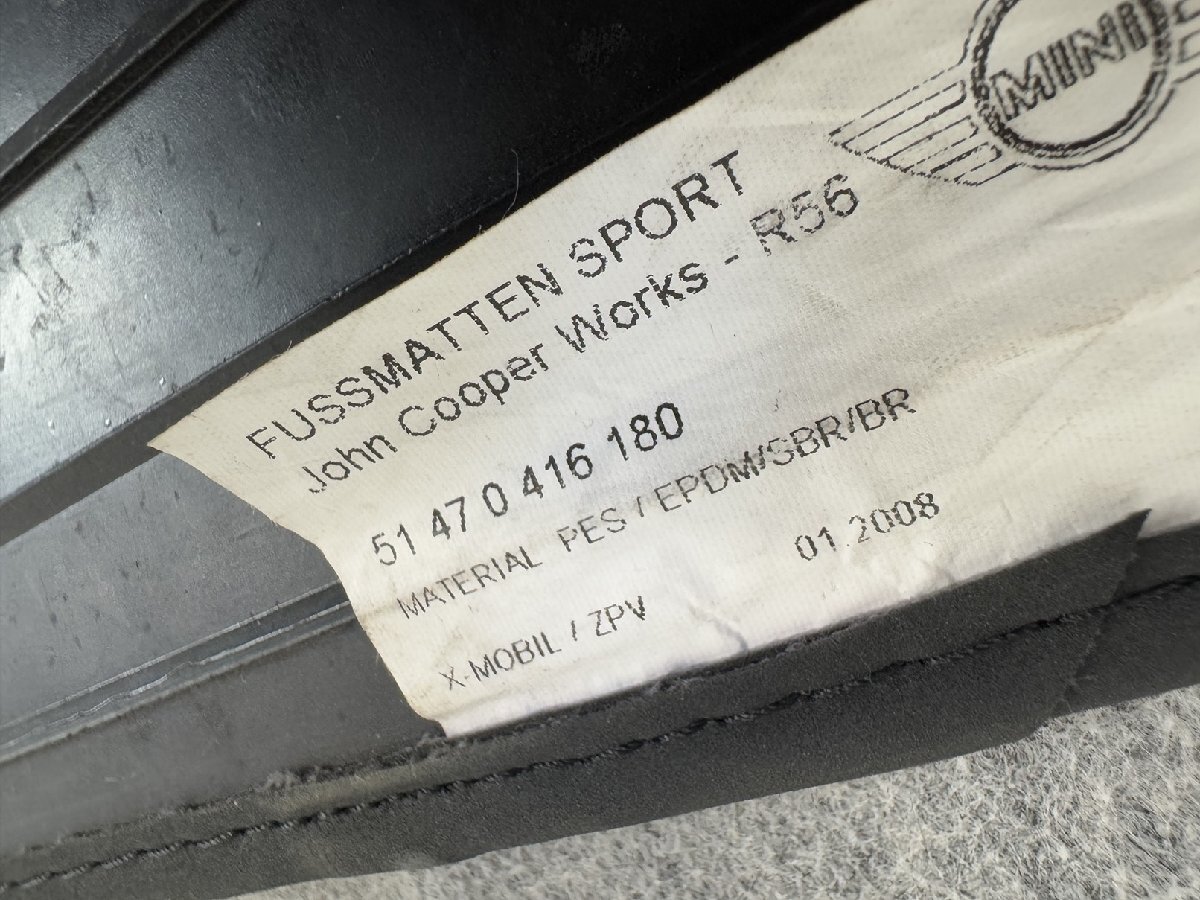 MINI
FUSSMATTEN SPORT
John Cooper Works - R56
51 47 0 416 180
MATERIAL PES / EPDM/SBR/BR
X-MOBIL / ZPV 01 2008